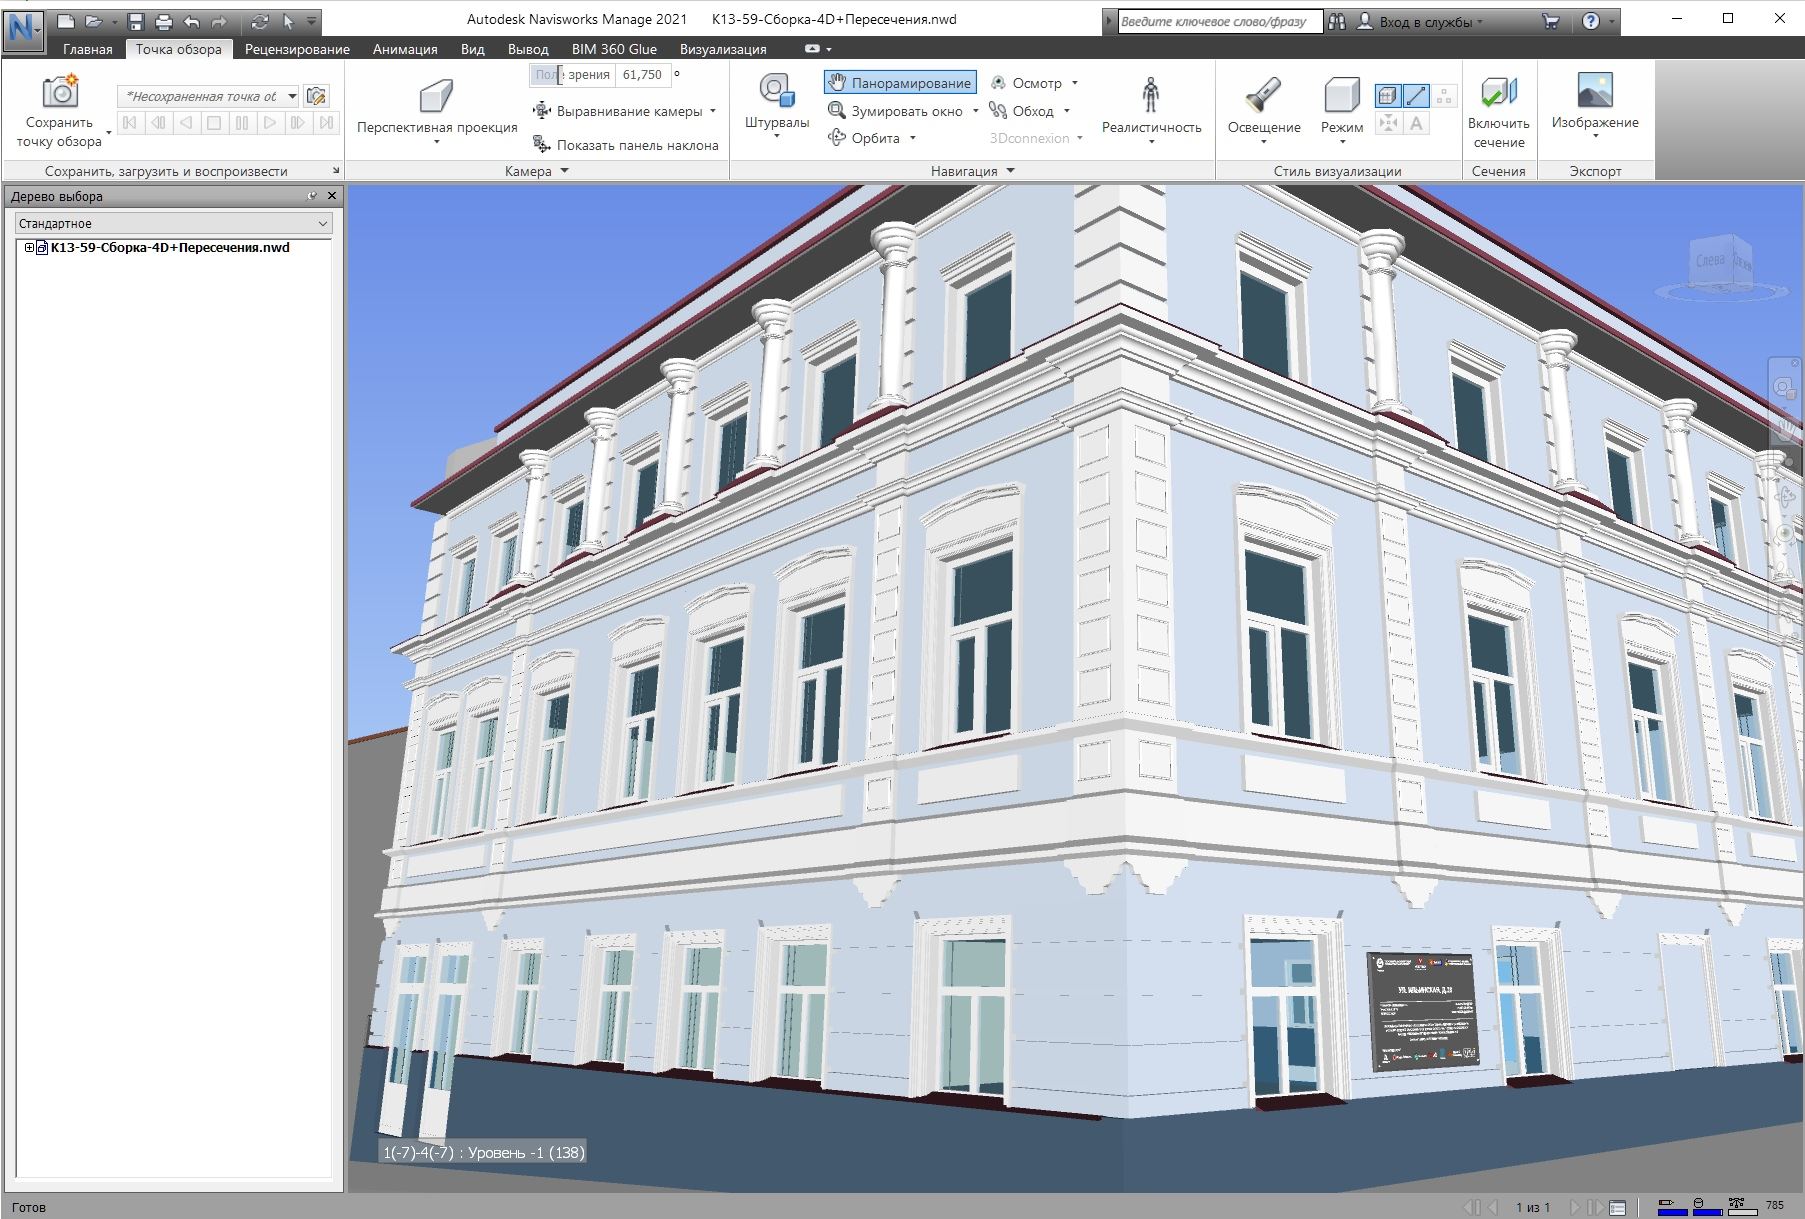 Autodesk Navisworks Manage 2021 К13-59-Сборка-4D+Пересечения.nwd
Введите ключевое слово/фразу
Вход в службы
Главная Точка обзора Рецензирование Анимация Вид Вывод BIM 360 Glue Визуализация
Сохранить точку обзора
*Несохраненная точка об
Сохранить, загрузить и воспроизвести
Перспективная проекция
Поле зрения 61,750 °
Выравнивание камеры
Показать панель наклона
Камера
Штурвалы
Панорамирование
Зумировать окно
Орбита
Осмотр
Обход
3Dconnexion
Реалистичность
Навигация
Освещение
Режим
A
Стиль визуализации
Включить сечение
Сечения
Изображение
Экспорт
Дерево выбора
Стандартное
К13-59-Сборка-4D+Пересечения.nwd
Слева
УЛ. ИЛЬИНСКАЯ, Д.
1(-7)-4(-7) : Уровень -1 (138)
Готов
1 из 1
785